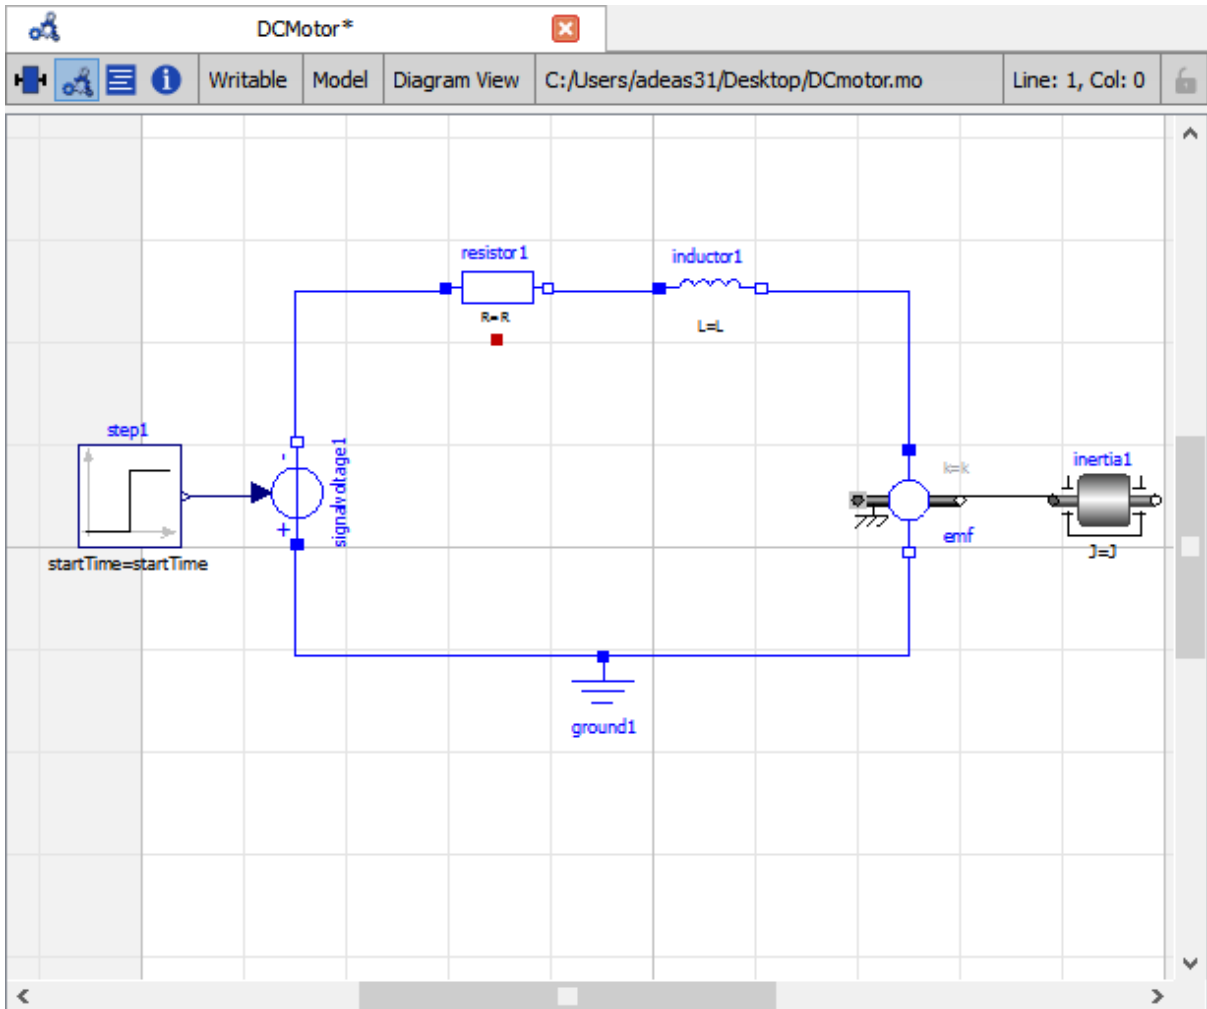 DCMotor*
Writable Model Diagram View C:/Users/adeas31/Desktop/DCmotor.mo Line: 1, Col: 0
resistor1
R=R
inductor1
L=L
step1
startTime=startTime
-
+
signalvoltage1
k=k
emf
inertia1
J=J
ground1